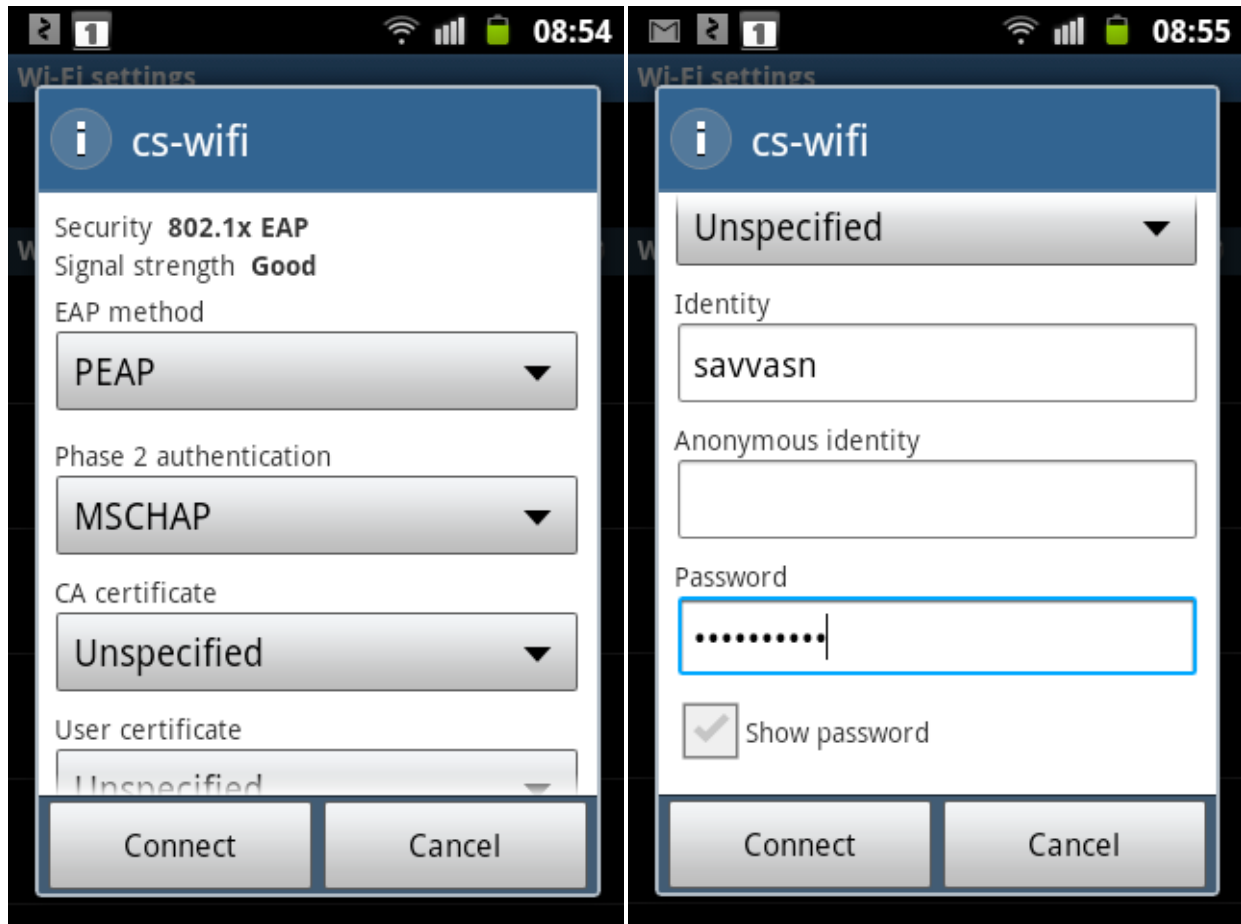 08:54
Wi-Fi settings
cs-wifi
Security 802.1x EAP
Signal strength Good
EAP method
PEAP
Phase 2 authentication
MSCHAP
CA certificate
Unspecified
User certificate
Unspecified
Connect Cancel
08:55
Wi-Fi settings
cs-wifi
Unspecified
Identity
savvasn
Anonymous identity
Password
••••••••••
Show password
Connect Cancel